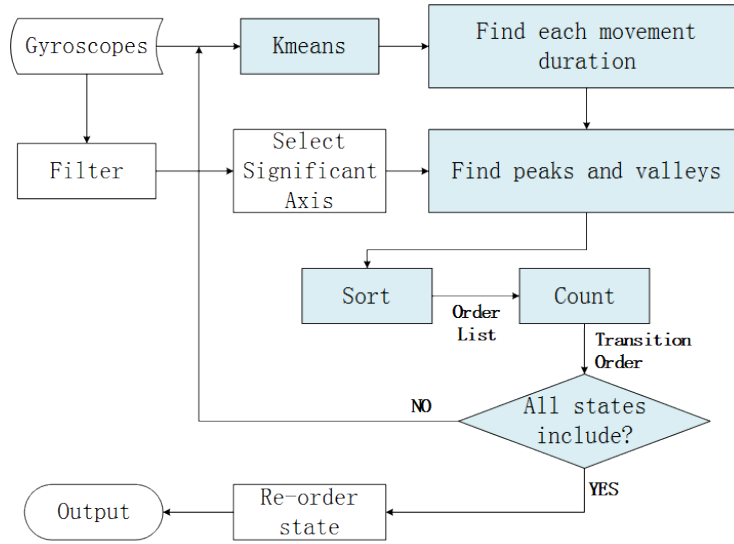 Gyroscopes
Kmeans
Find each movement
duration
Filter
Select
Significant
Axis
Find peaks and valleys
Sort
Order
List
Count
Transition
Order
All states
include?
NO
YES
Re-order
state
Output